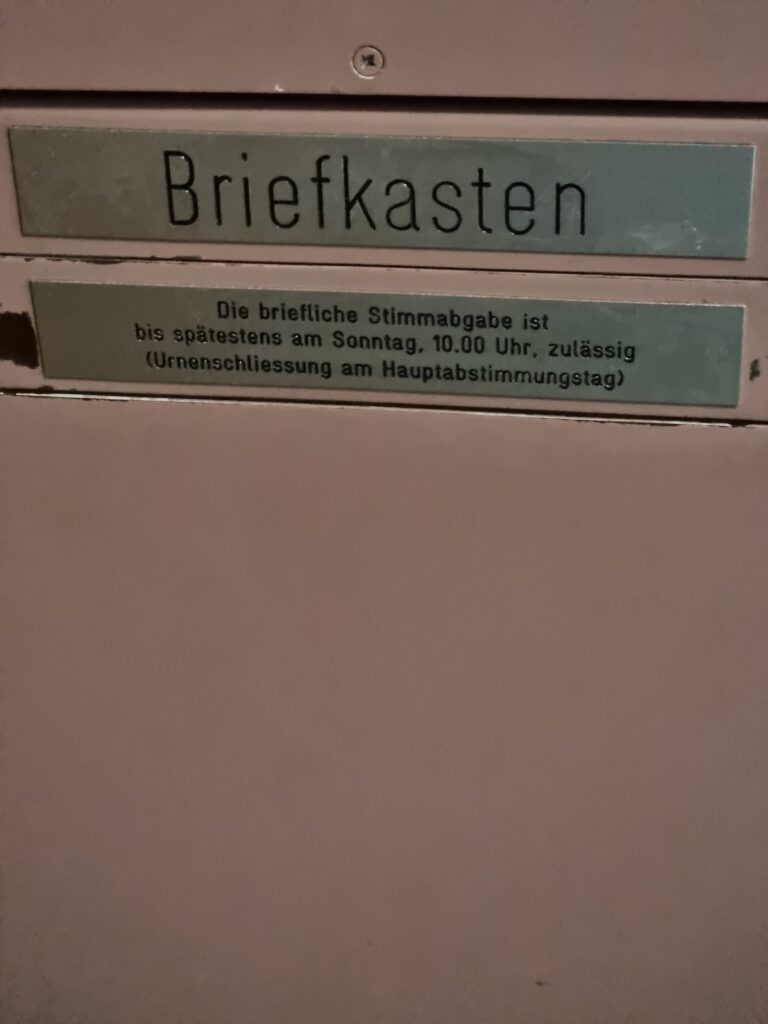 Briefkasten
Die briefliche Stimmabgabe ist
bis spätestens am Sonntag, 10.00 Uhr, zulässig
(Urnenschliessung am Hauptabstimmungstag)